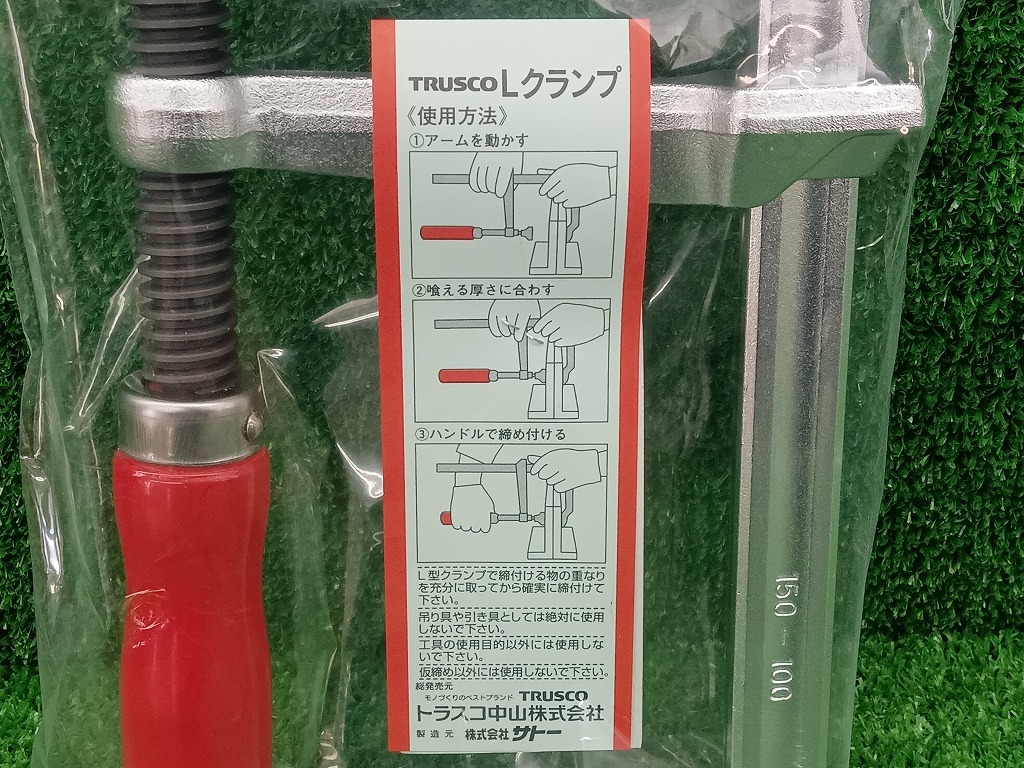 TRUSCO Lクランプ
《使用方法》
①アームを動かす
②喰える厚さに合わす
③ハンドルで締め付ける
L型クランプで締付ける物の重なり
を充分に取ってから確実に締付けて
下さい。
吊り具や引き具としては絶対に使用
しないで下さい。
工具の使用目的以外には使用しな
いで下さい。
仮締め以外には使用しないで下さい。
総発売元
モノづくりのベストブランド TRUSCO
トラスコ中山株式会社
製造元 株式会社 サトー
150-100